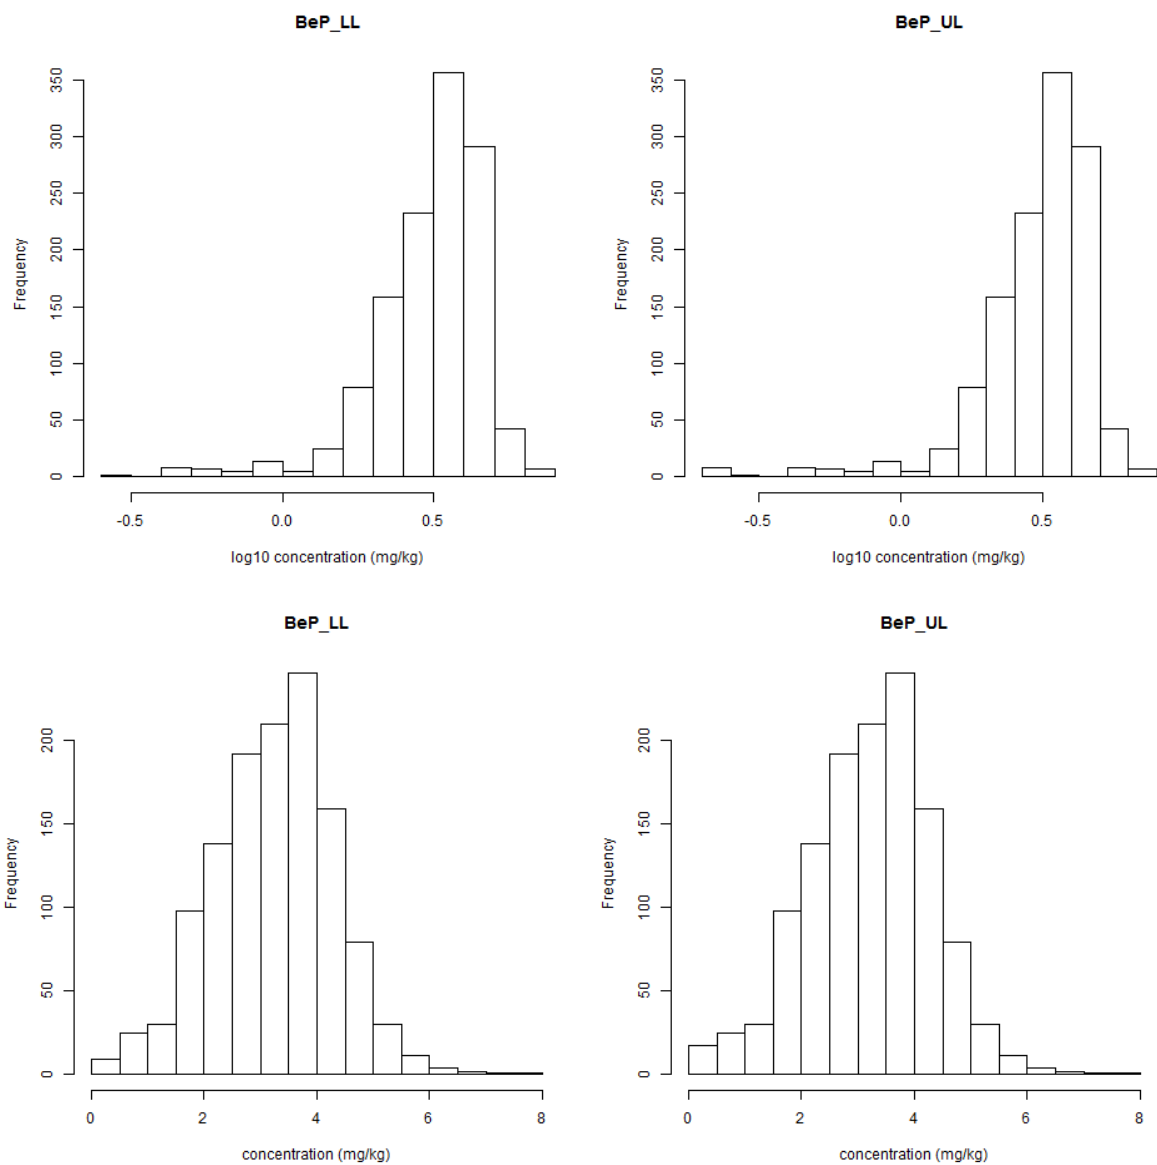 BeP_LL
Frequency
0 50 100 150 200 250 300 350
-0.5 0.0 0.5
log10 concentration (mg/kg)
BeP_UL
Frequency
0 50 100 150 200 250 300 350
-0.5 0.0 0.5
log10 concentration (mg/kg)
BeP_LL
Frequency
0 50 100 150 200
0 2 4 6 8
concentration (mg/kg)
BeP_UL
Frequency
0 50 100 150 200
0 2 4 6 8
concentration (mg/kg)